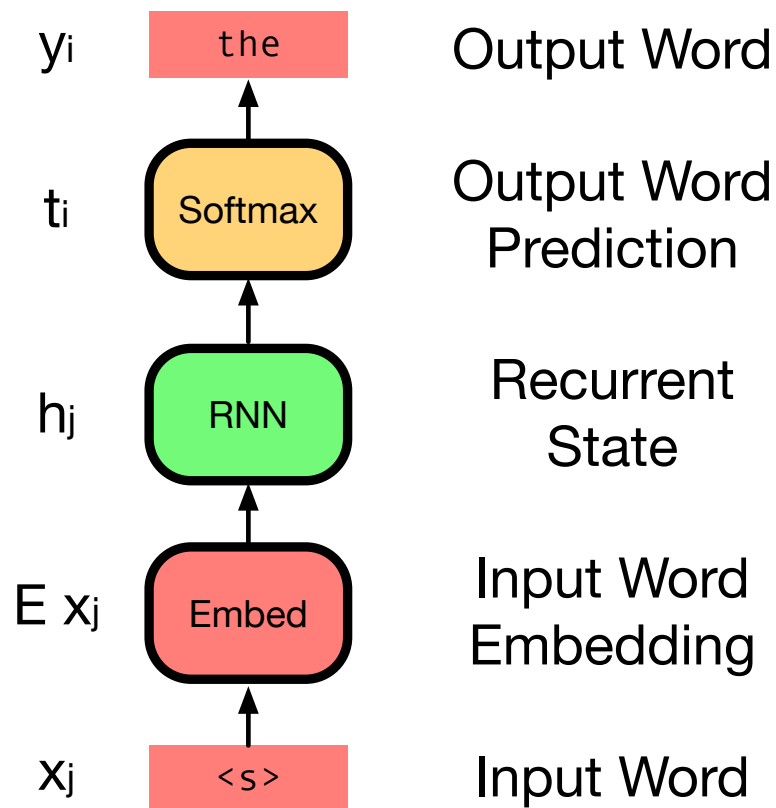 yi the Output Word
ti Softmax Output Word
Prediction
hj RNN Recurrent
State
E xj Embed Input Word
Embedding
xj <s> Input Word